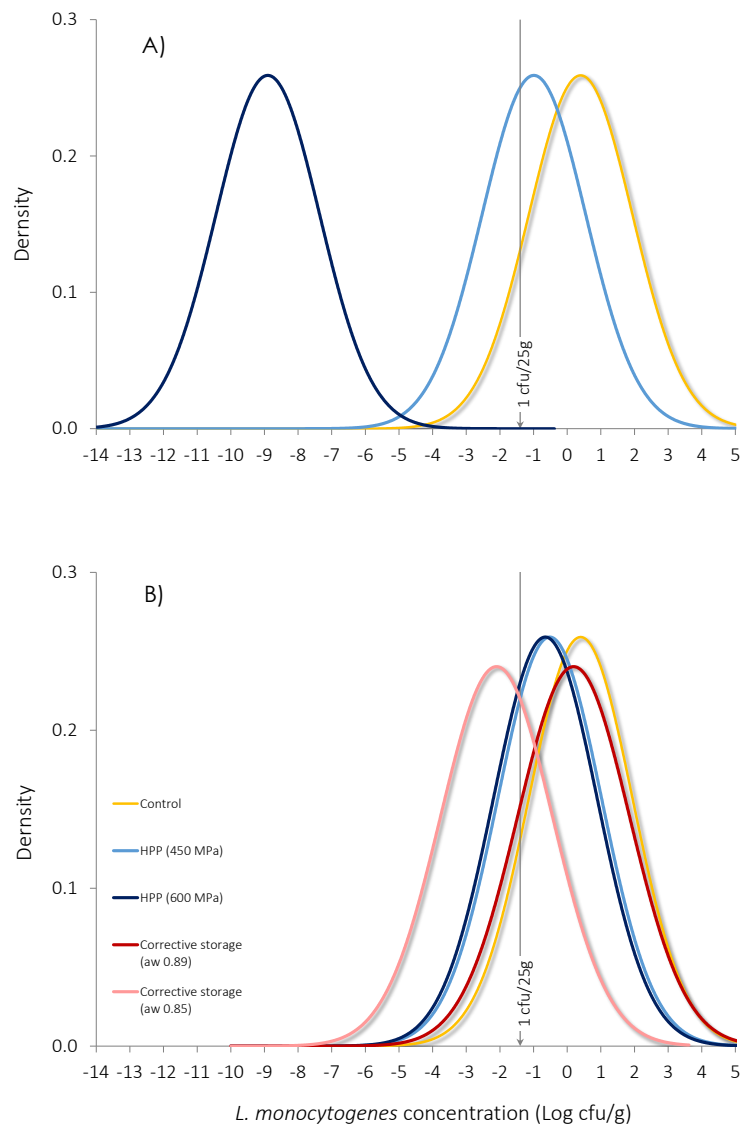 A)
0.3
0.2
0.1
0.0
Dernsity
1 cfu/25g
-14 -13 -12 -11 -10 -9 -8 -7 -6 -5 -4 -3 -2 -1 0 1 2 3 4 5
B)
0.3
0.2
0.1
0.0
Dernsity
Control
HPP (450 MPa)
HPP (600 MPa)
Corrective storage
(aw 0.89)
Corrective storage
(aw 0.85)
1 cfu/25g
-14 -13 -12 -11 -10 -9 -8 -7 -6 -5 -4 -3 -2 -1 0 1 2 3 4 5
L. monocytogenes concentration (Log cfu/g)